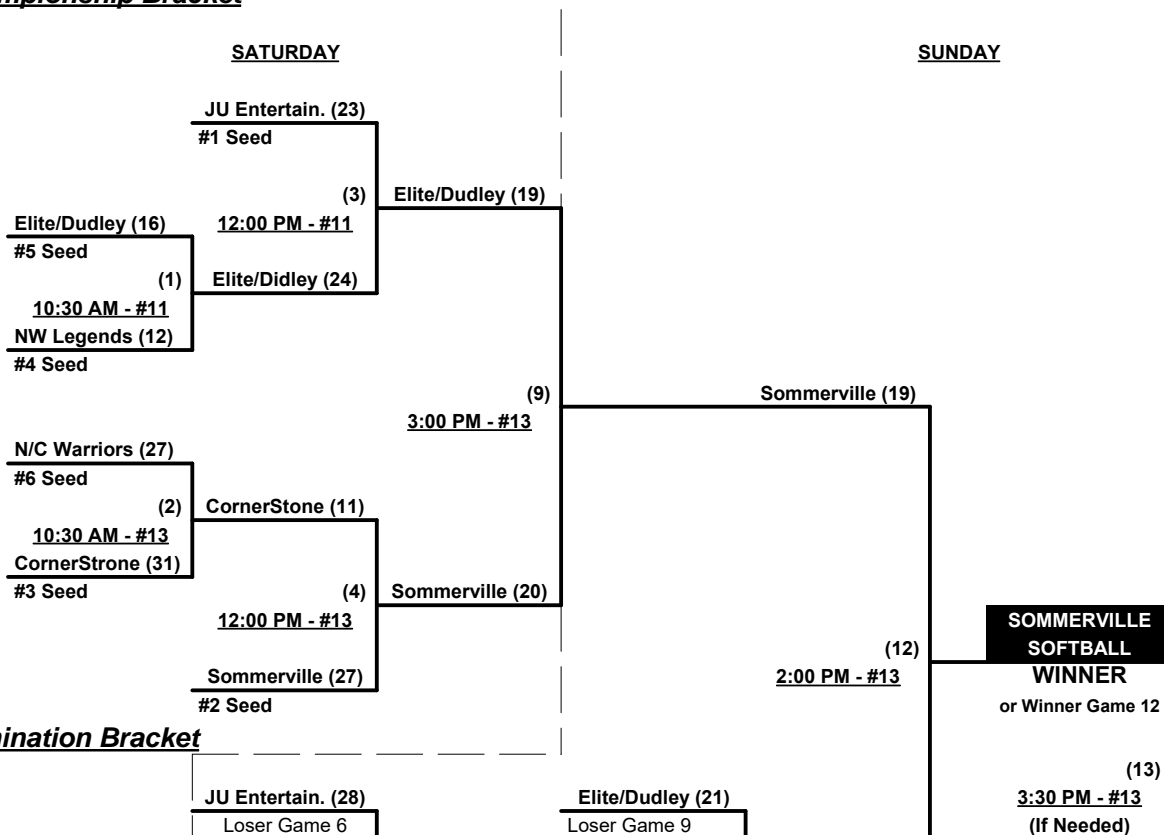 SATURDAY
SUNDAY
JU Entertain. (23)
#1 Seed
(3)
Elite/Dudley (19)
Elite/Dudley (16)
12:00 PM - #11
#5 Seed
(1)
Elite/Didley (24)
10:30 AM - #11
NW Legends (12)
#4 Seed
(9)
Sommerville (19)
3:00 PM - #13
N/C Warriors (27)
#6 Seed
(2)
CornerStone (11)
10:30 AM - #13
CornerStrone (31)
#3 Seed
(4)
Sommerville (20)
12:00 PM - #13
SOMMERVILLE
SOFTBALL
(12)
Sommerville (27)
2:00 PM - #13
WINNER
#2 Seed
or Winner Game 12
ination Bracket
(13)
JU Entertain. (28)
Elite/Dudley (21)
3:30 PM - #13
Loser Game 6
Loser Game 9
(If Needed)